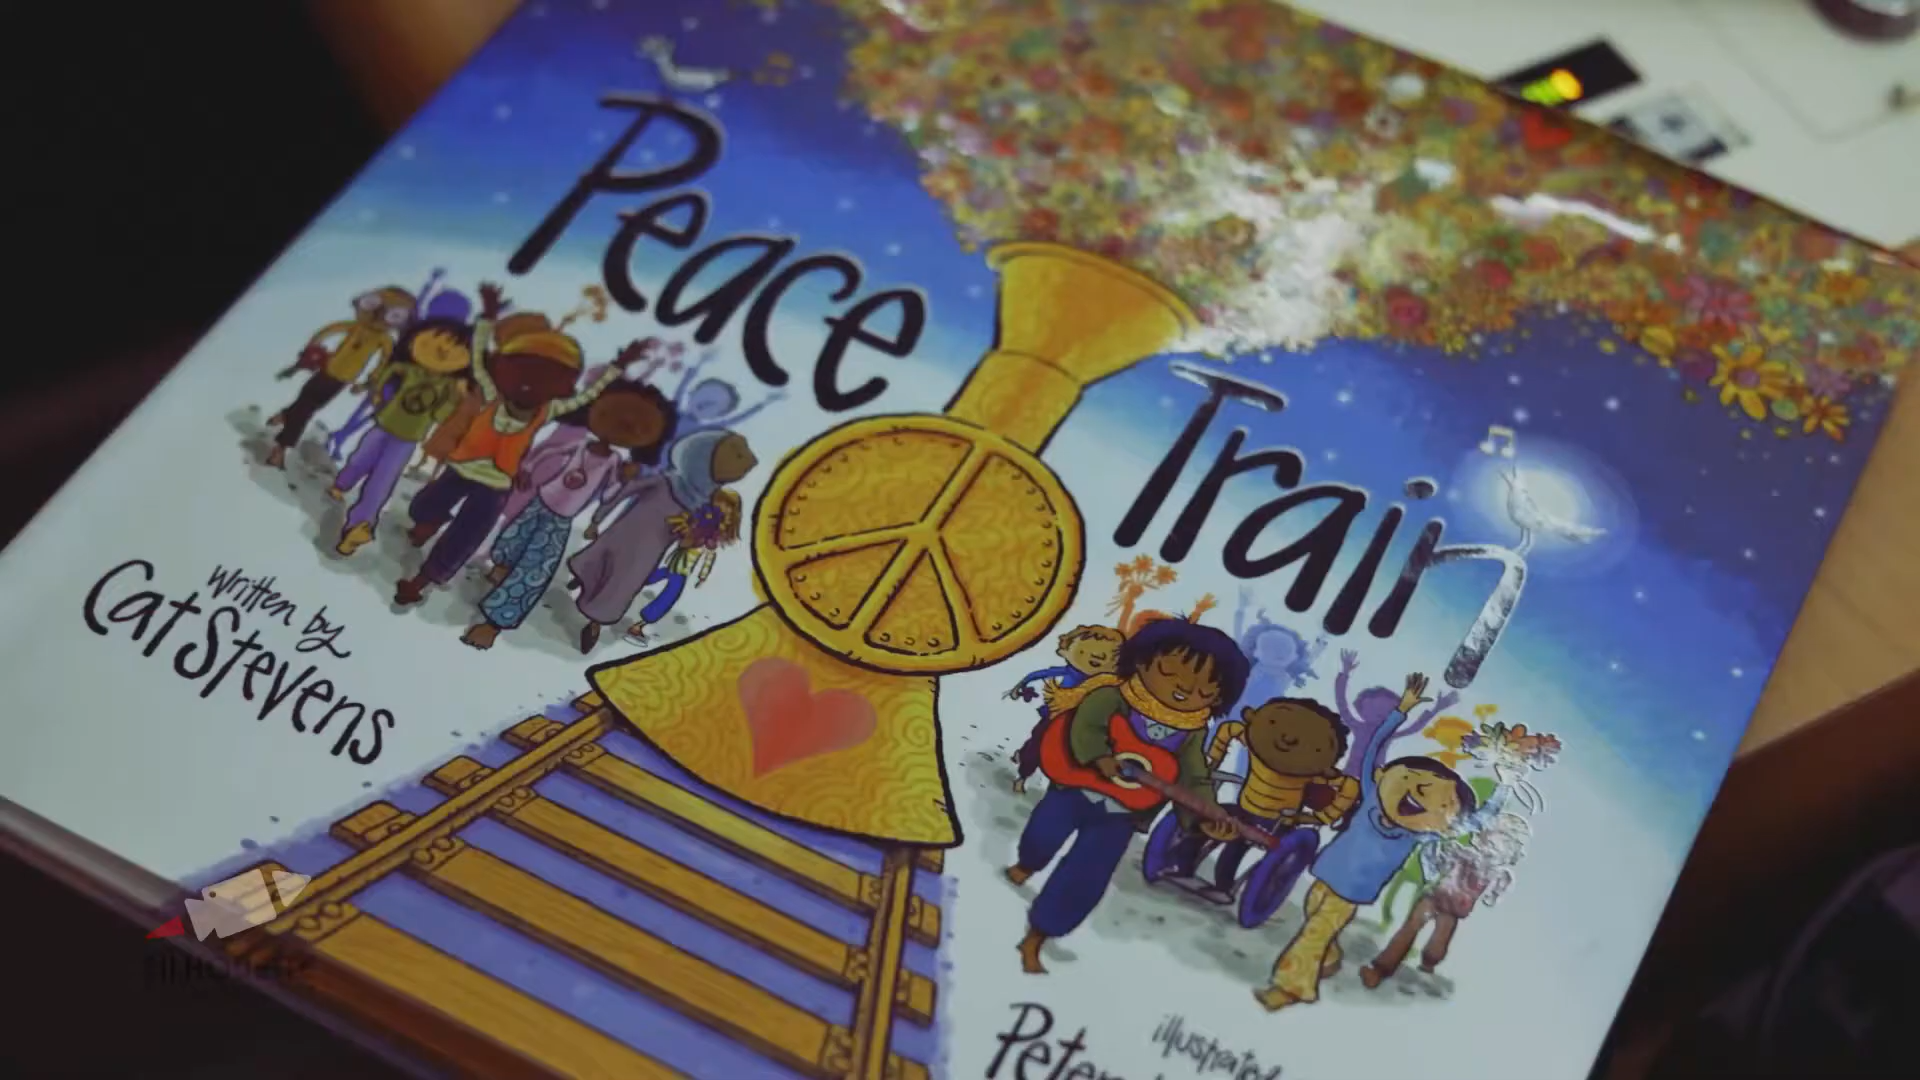 Peace
Train
written by
Cat Stevens
illustrated
Peter